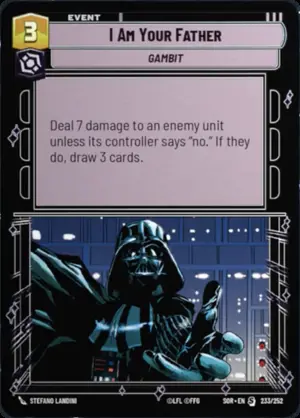 EVENT
3
I AM YOUR FATHER
GAMBIT
Deal 7 damage to an enemy unit
unless its controller says “no.” If they
do, draw 3 cards.
STEFANO LANDINI
©LFL ©FFG
SOR • EN
233/252